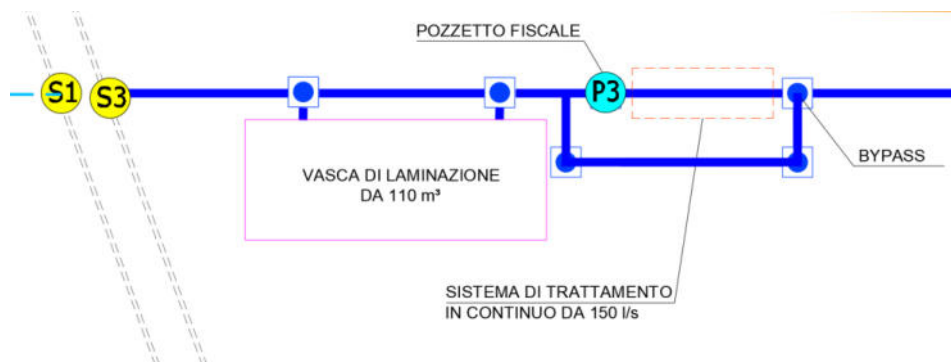 POZZETTO FISCALE
S1
S3
P3
BYPASS
VASCA DI LAMINAZIONE
DA 110 m³
SISTEMA DI TRATTAMENTO
IN CONTINUO DA 150 l/s